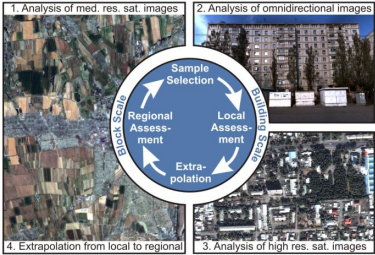 1. Analysis of med. res. sat. images
2. Analysis of omnidirectional images
Sample
Selection
Block Scale
Building Scale
Regional
Assess-
ment
Local
Assess-
ment
Extra-
polation
4. Extrapolation from local to regional
3. Analysis of high res. sat. images